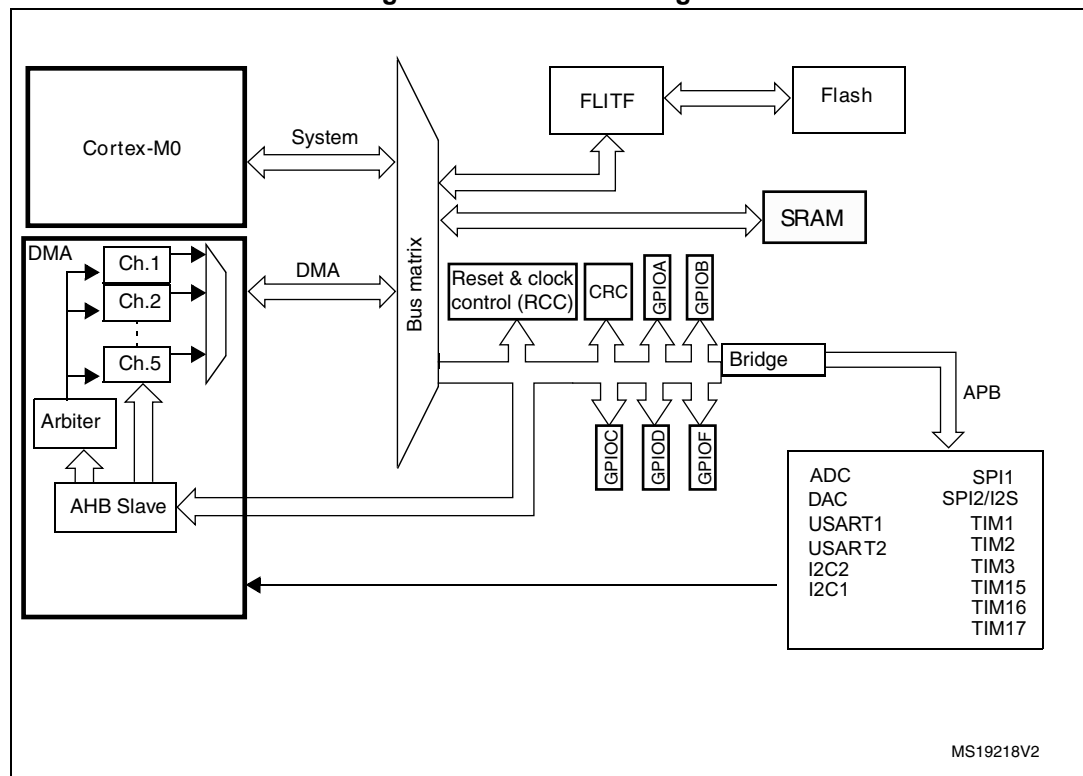 Cortex-M0
System
FLITF
Flash
SRAM
DMA
Ch.1
Ch.2
Ch.5
Arbiter
AHB Slave
DMA
Bus matrix
Reset & clock
control (RCC)
CRC
GPIOA
GPIOB
Bridge
APB
GPIOC
GPIOD
GPIOF
ADC
DAC
USART1
USART2
I2C2
I2C1
SPI1
SPI2/I2S
TIM1
TIM2
TIM3
TIM15
TIM16
TIM17
MS19218V2